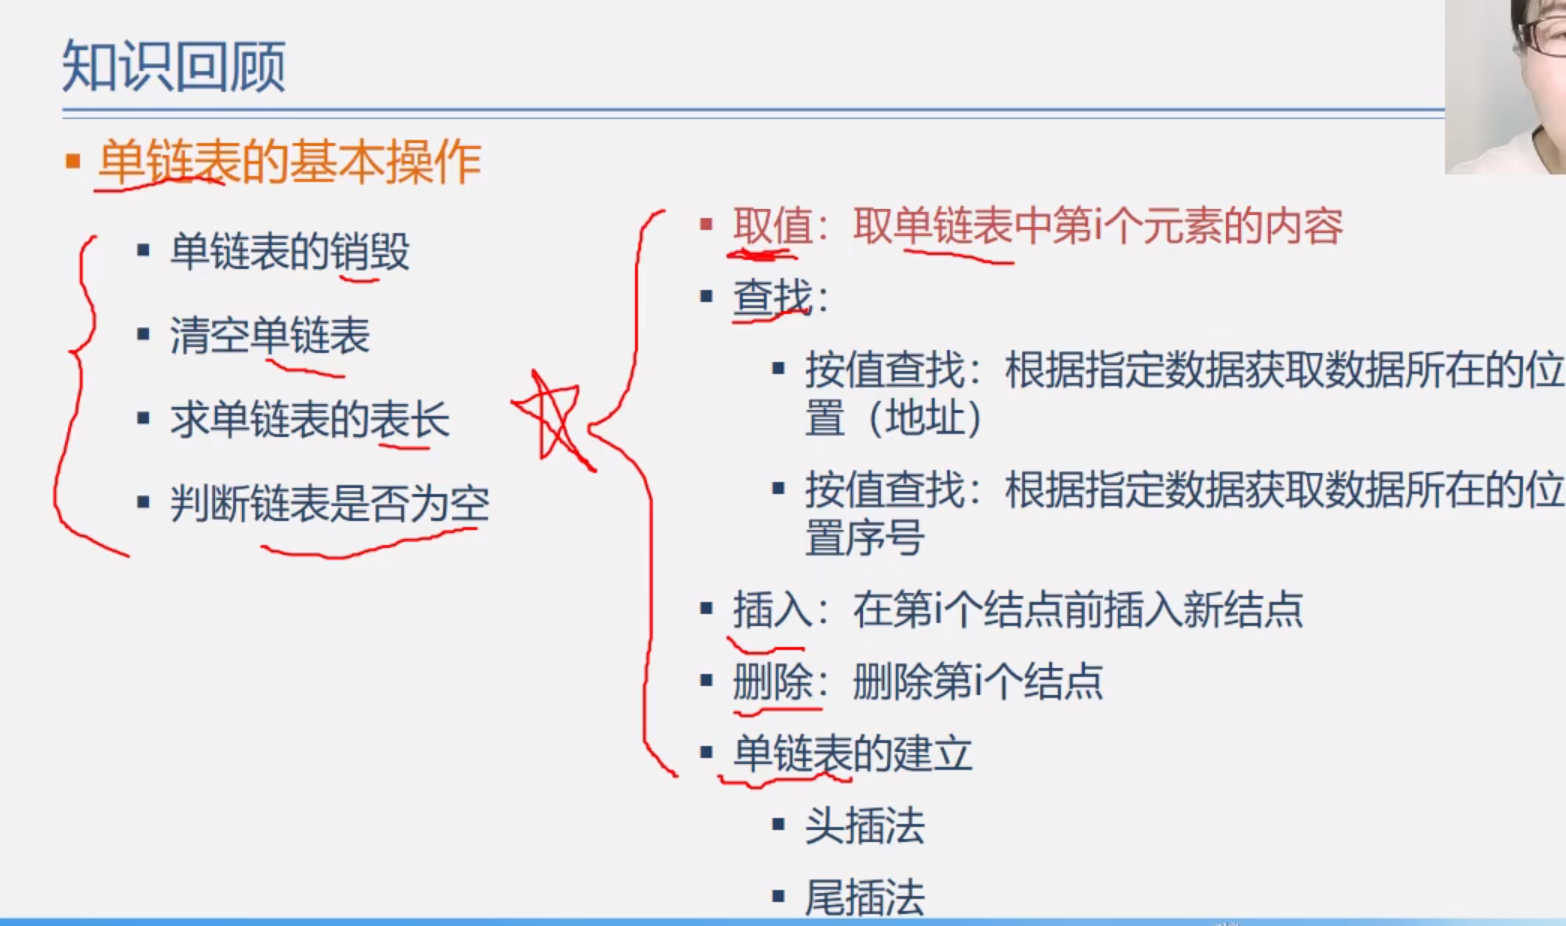 知识回顾
单链表的基本操作
单链表的销毁
清空单链表
求单链表的表长
判断链表是否为空
取值：取单链表中第i个元素的内容
查找：
按值查找：根据指定数据获取数据所在的位
置（地址）
按值查找：根据指定数据获取数据所在的位
置序号
插入：在第i个结点前插入新结点
删除：删除第i个结点
单链表的建立
头插法
尾插法